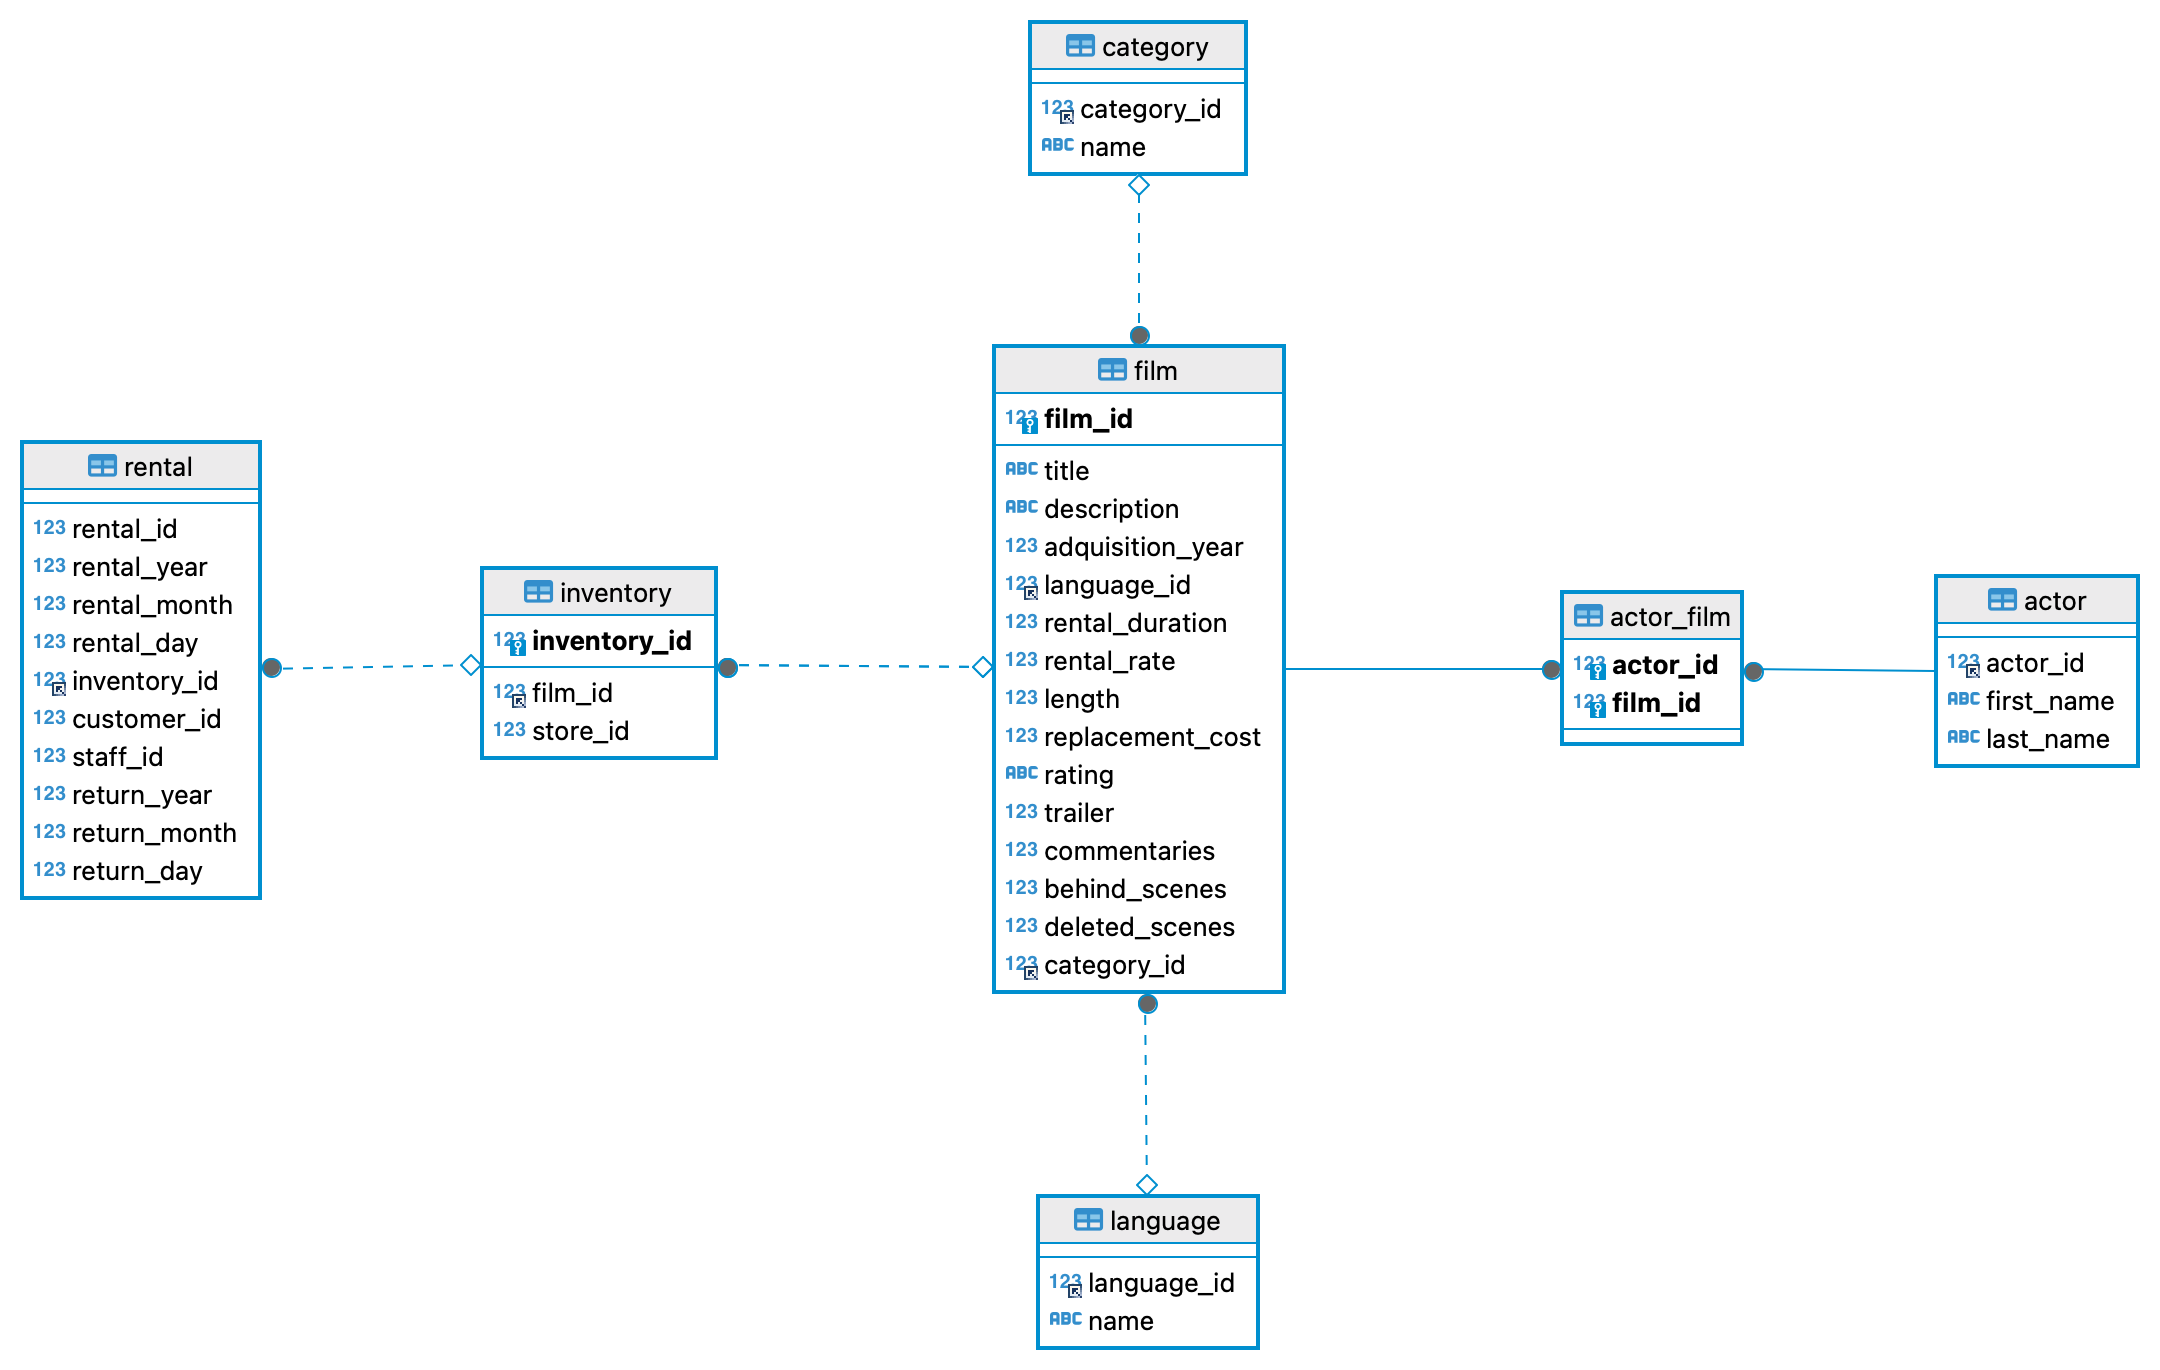 category
123 category_id
ABC name
film
123 film_id
ABC title
ABC description
123 adquisition_year
123 language_id
123 rental_duration
123 rental_rate
123 length
123 replacement_cost
ABC rating
123 trailer
123 commentaries
123 behind_scenes
123 deleted_scenes
123 category_id
rental
123 rental_id
123 rental_year
123 rental_month
123 rental_day
123 inventory_id
123 customer_id
123 staff_id
123 return_year
123 return_month
123 return_day
inventory
123 inventory_id
123 film_id
123 store_id
actor_film
123 actor_id
123 film_id
actor
123 actor_id
ABC first_name
ABC last_name
language
123 language_id
ABC name